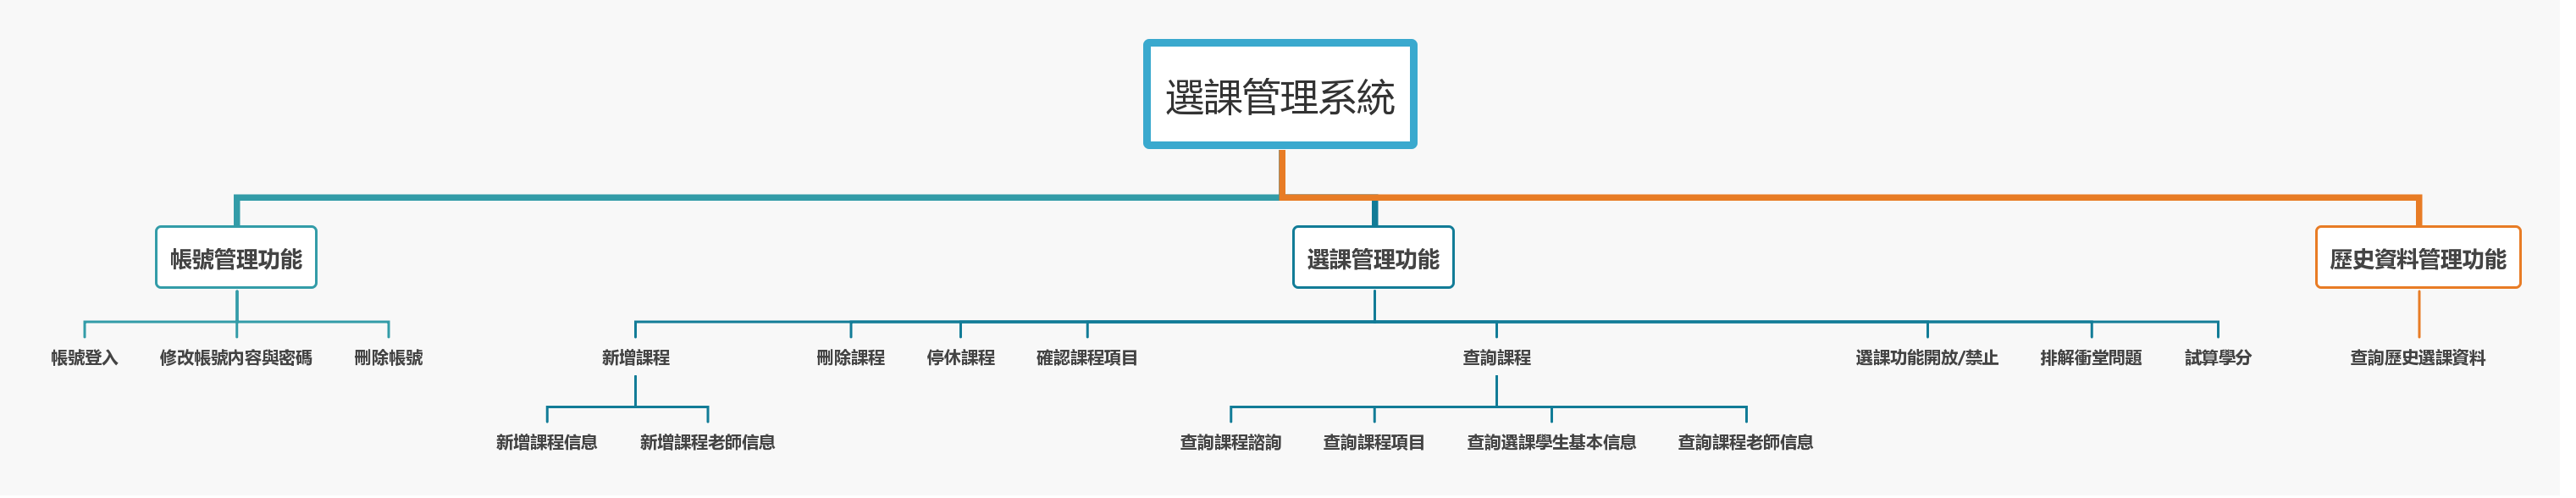 選課管理系統
帳號管理功能
選課管理功能
歷史資料管理功能
帳號登入
修改帳號內容與密碼
刪除帳號
新增課程
刪除課程
停休課程
確認課程項目
查詢課程
選課功能開放/禁止
排解衝堂問題
試算學分
查詢歷史選課資料
新增課程信息
新增課程老師信息
查詢課程諮詢
查詢課程項目
查詢選課學生基本信息
查詢課程老師信息